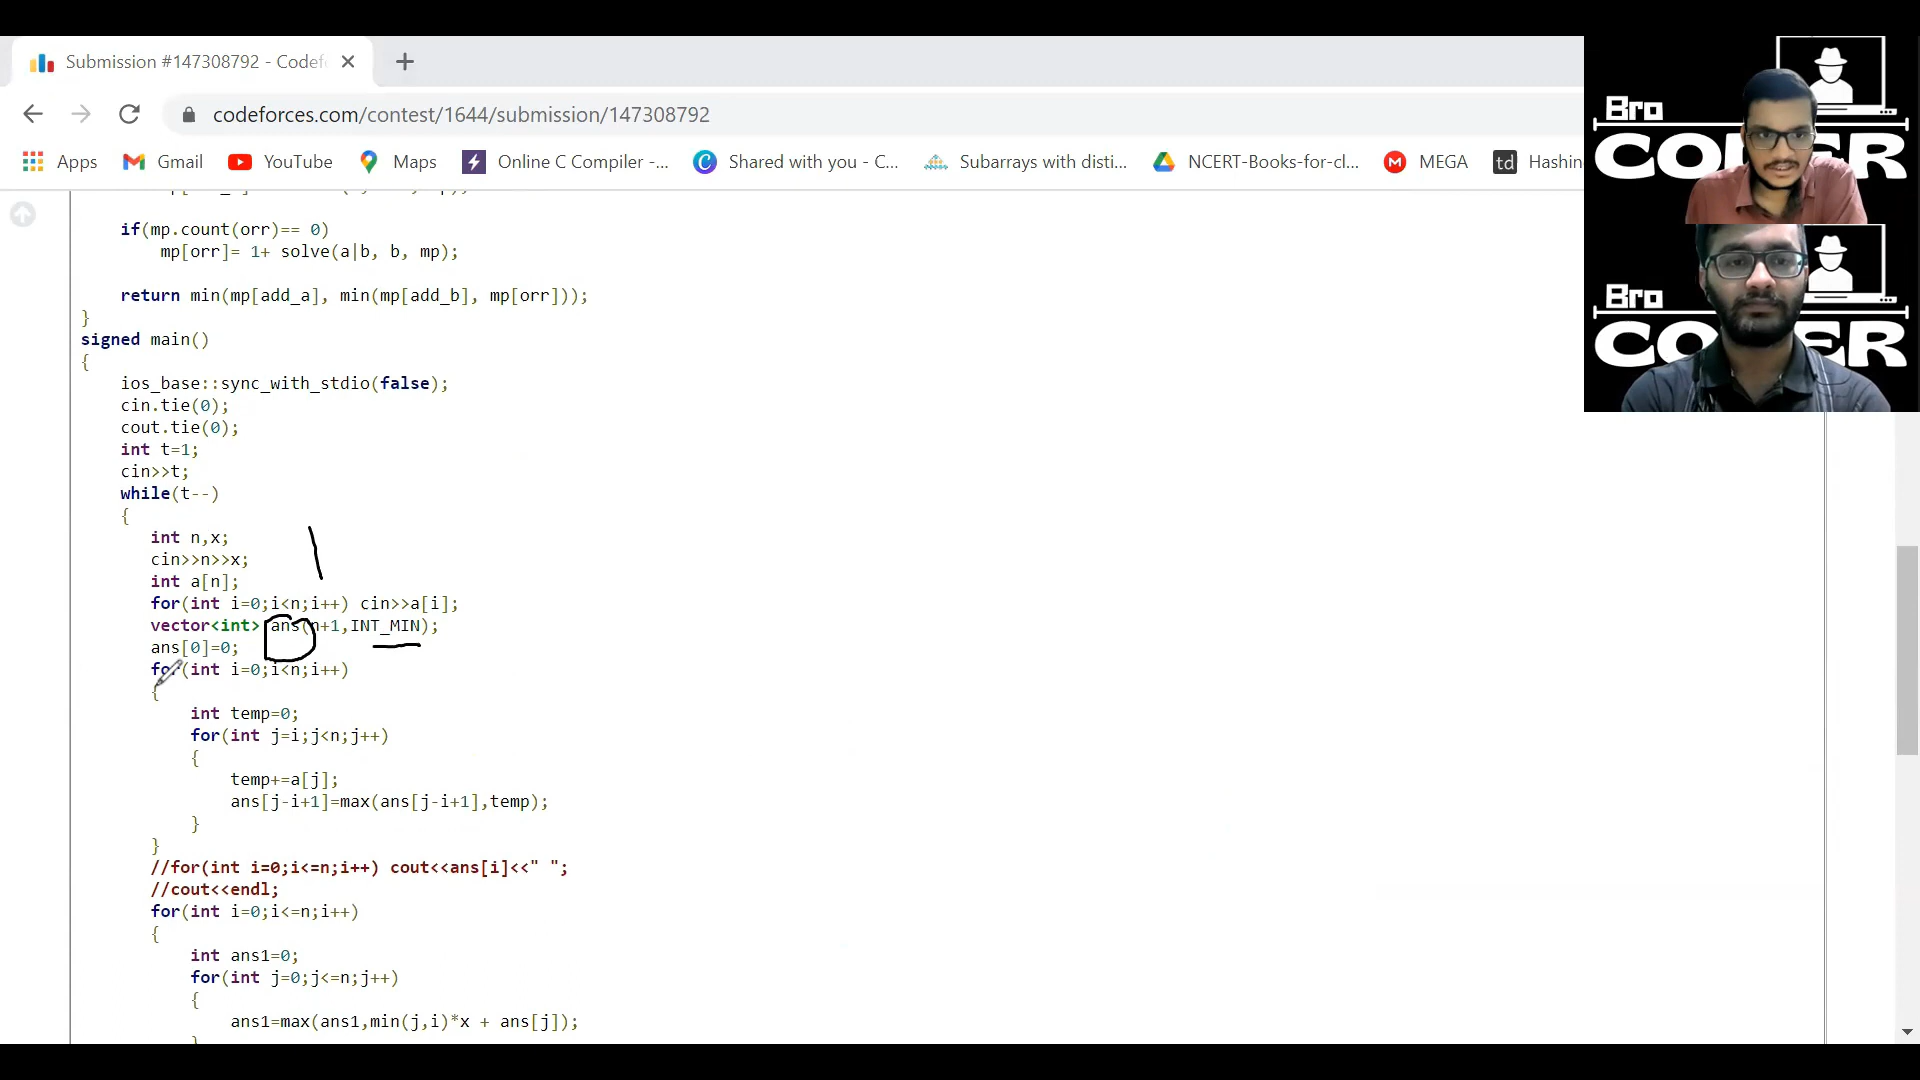 Submission #147308792 - Codef
codeforces.com/contest/1644/submission/147308792
Apps Gmail YouTube Maps Online C Compiler -... Shared with you - C... Subarrays with disti... NCERT-Books-for-cl... MEGA td Hashin
Bro
CODER
Bro
CODER
if(mp.count(orr)== 0)
mp[orr]= 1+ solve(a|b, b, mp);
return min(mp[add_a], min(mp[add_b], mp[orr]));
}
signed main()
{
ios_base::sync_with_stdio(false);
cin.tie(0);
cout.tie(0);
int t=1;
cin>>t;
while(t--)
{
int n,x;
cin>>n>>x;
int a[n];
for(int i=0;i<n;i++) cin>>a[i];
vector<int> ans(n+1,INT_MIN);
ans[0]=0;
for(int i=0;i<n;i++)
{
int temp=0;
for(int j=i;j<n;j++)
{
temp+=a[j];
ans[j-i+1]=max(ans[j-i+1],temp);
}
}
//for(int i=0;i<=n;i++) cout<<ans[i]<<" ";
//cout<<endl;
for(int i=0;i<=n;i++)
{
int ans1=0;
for(int j=0;j<=n;j++)
{
ans1=max(ans1,min(j,i)*x + ans[j]);